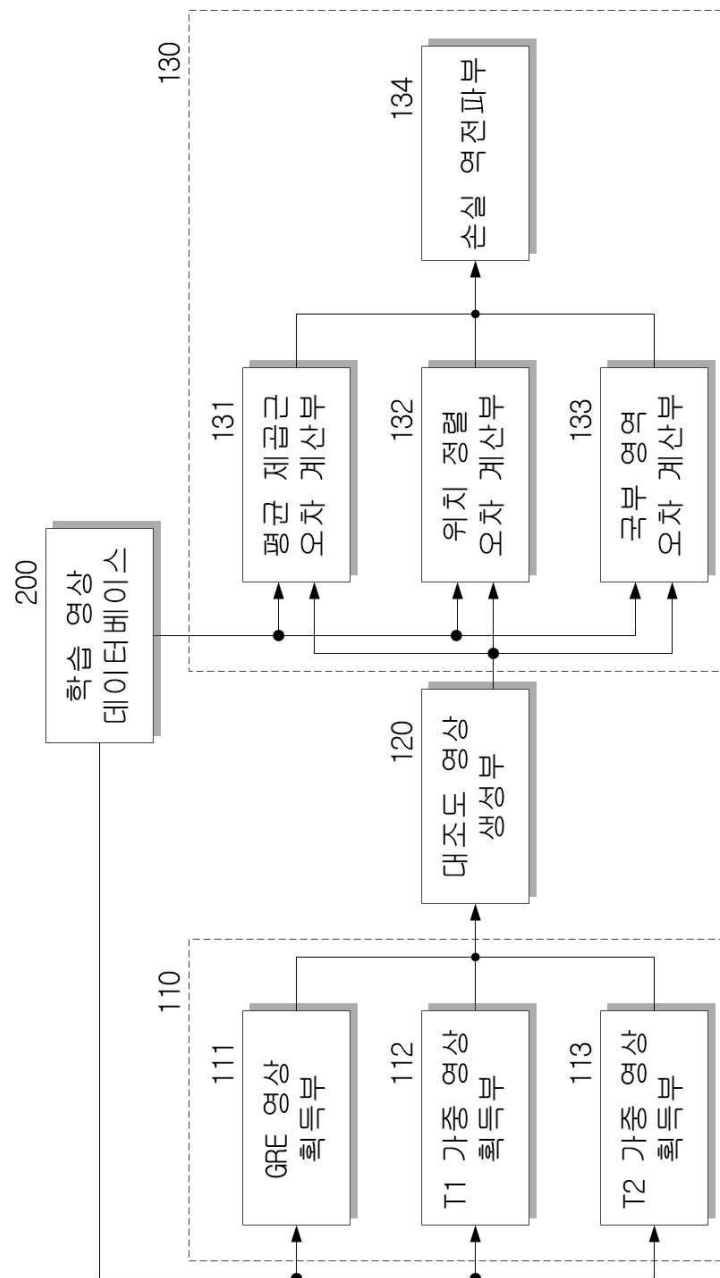 200
학습 영상
데이터베이스
110
111
GRE 영상
획득부
112
T1 가중 영상
획득부
113
T2 가중 영상
획득부
120
대조도 영상
생성부
130
131
평균 제곱근
오차 계산부
132
위치 정렬
오차 계산부
133
국부 영역
오차 계산부
134
손실 역전파부